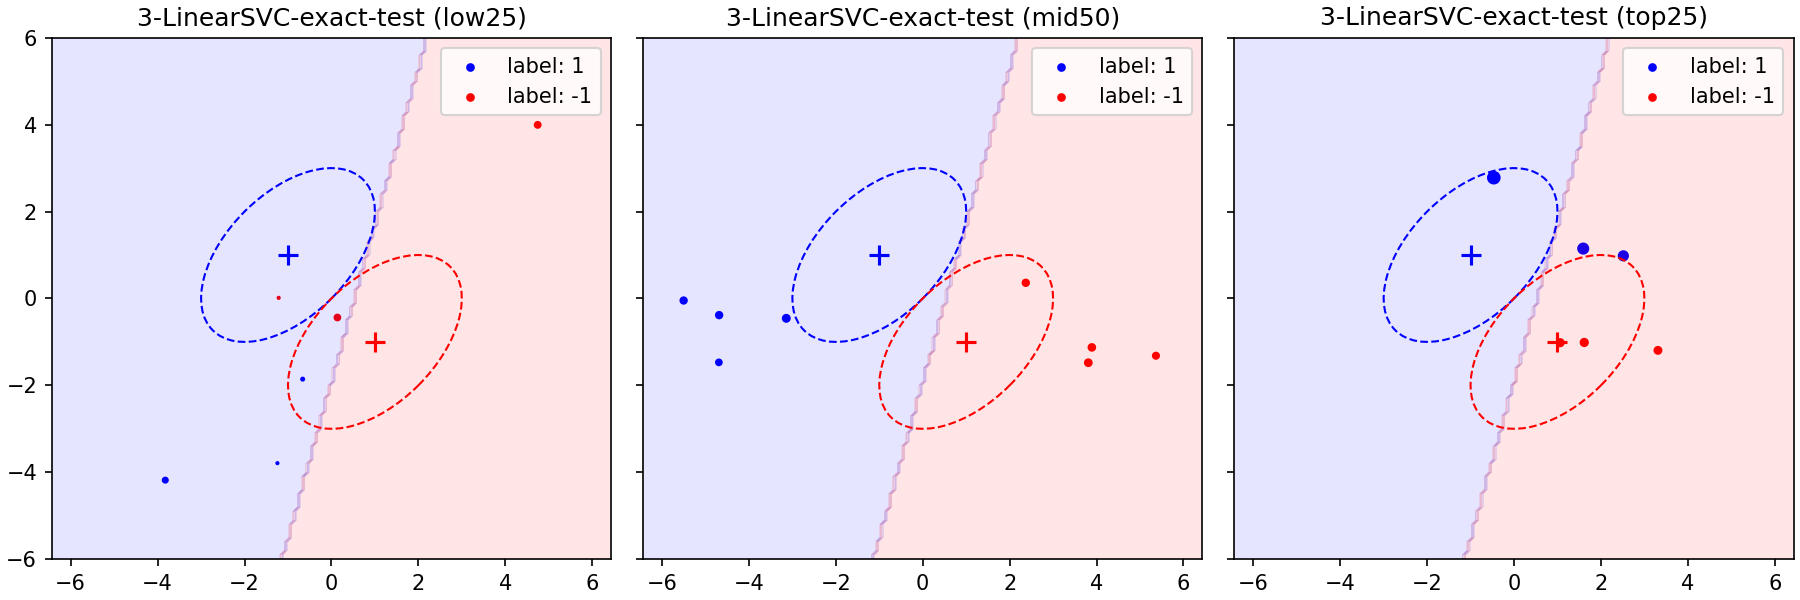 3-LinearSVC-exact-test (low25)
label: 1
label: -1
6
4
2
0
−2
−4
−6
−6 −4 −2 0 2 4 6
3-LinearSVC-exact-test (mid50)
label: 1
label: -1
−6 −4 −2 0 2 4 6
3-LinearSVC-exact-test (top25)
label: 1
label: -1
−6 −4 −2 0 2 4 6